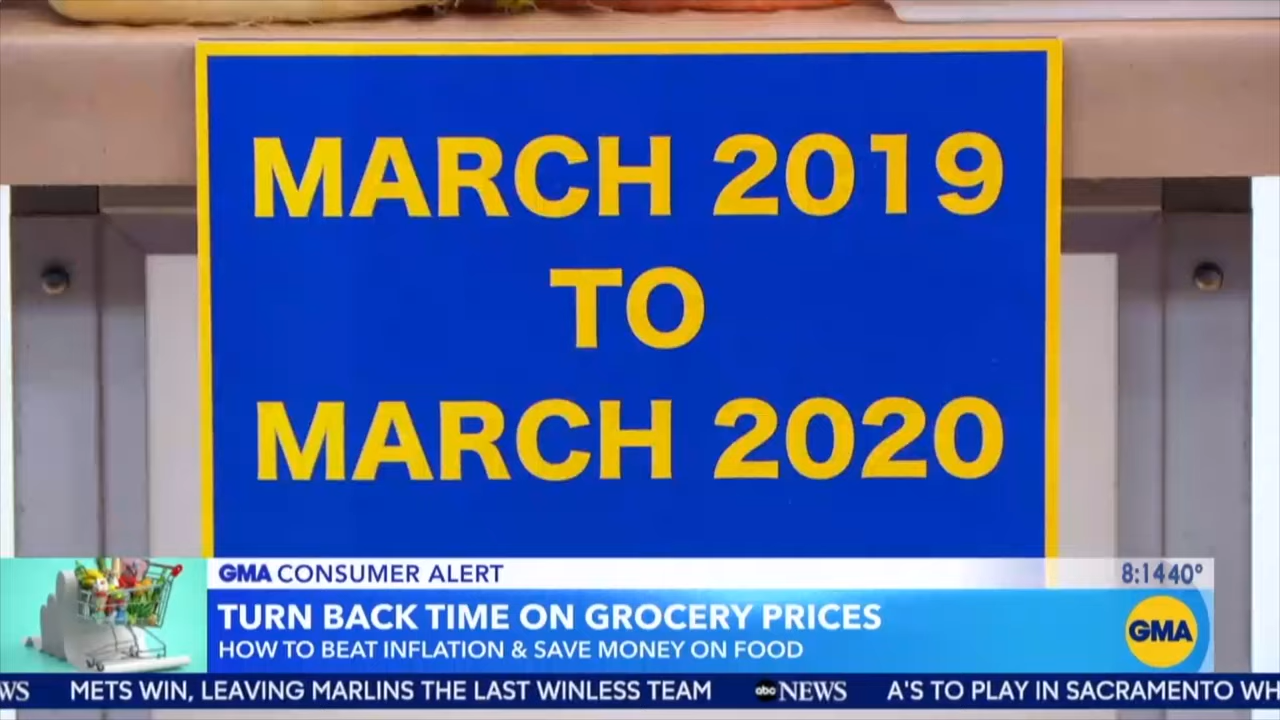 MARCH 2019
TO
MARCH 2020
GMA CONSUMER ALERT
8:14 40°
TURN BACK TIME ON GROCERY PRICES
HOW TO BEAT INFLATION & SAVE MONEY ON FOOD
GMA
WS METS WIN, LEAVING MARLINS THE LAST WINLESS TEAM abc NEWS A'S TO PLAY IN SACRAMENTO WH